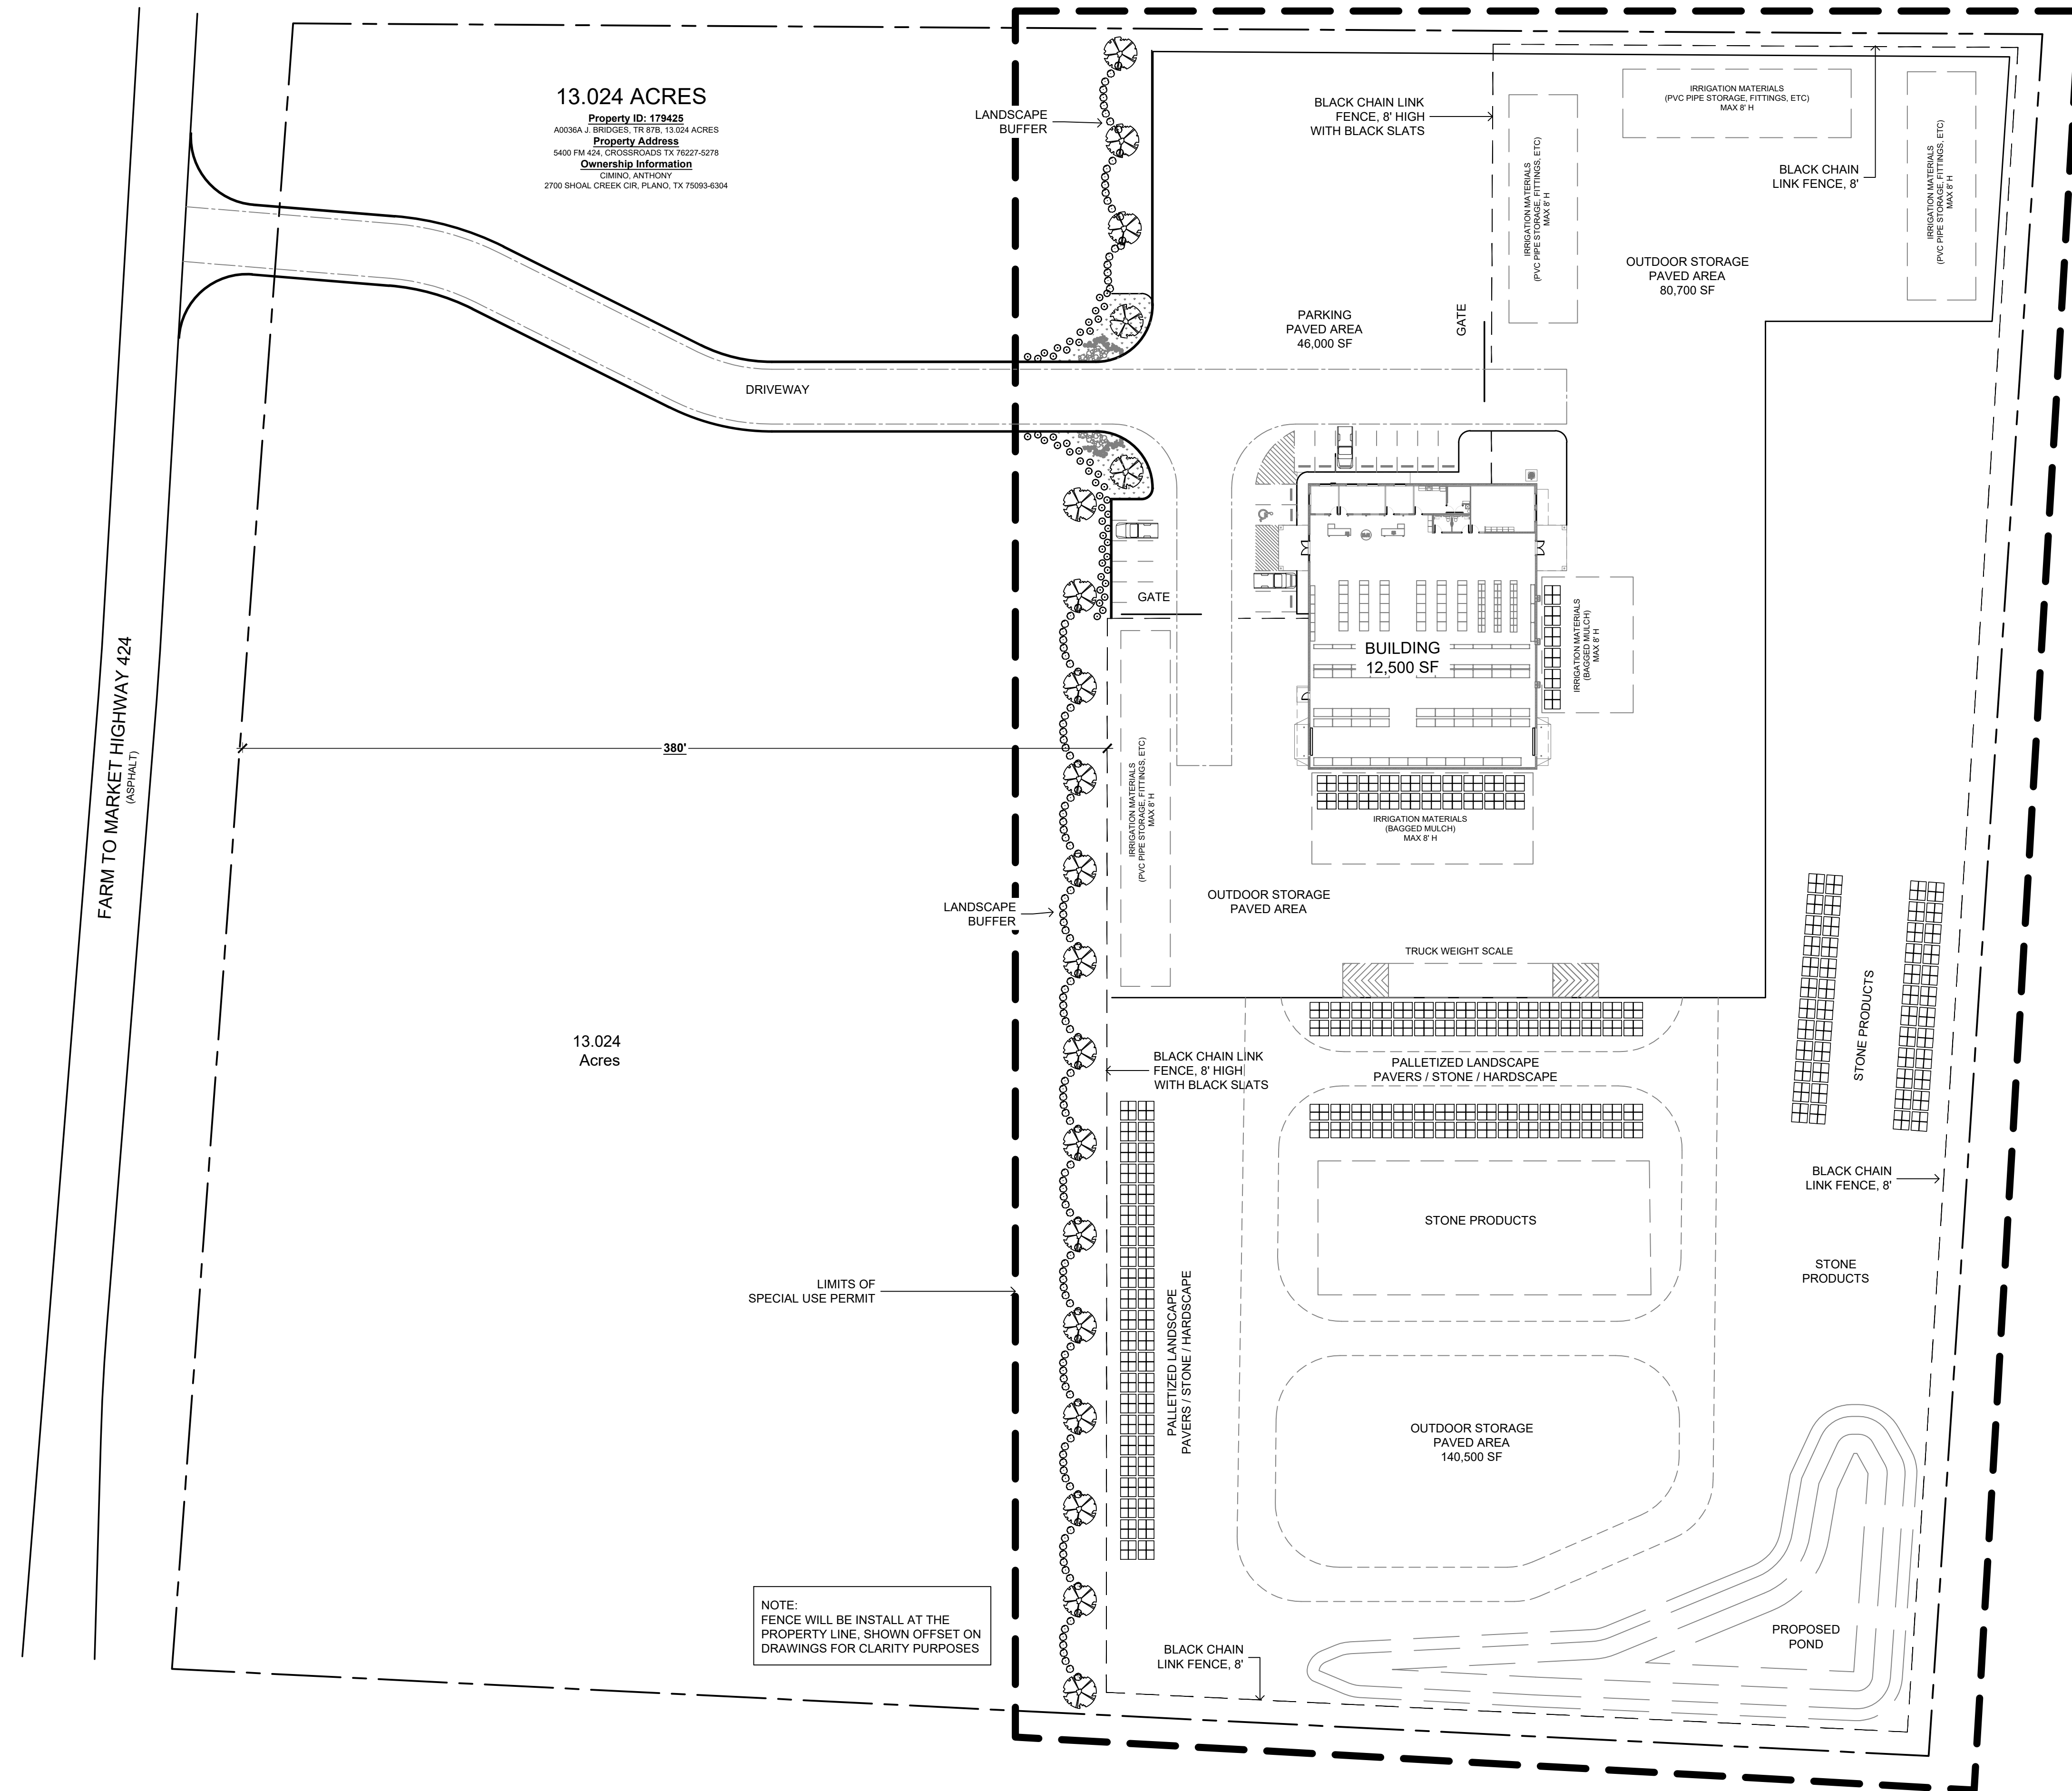 13.024 ACRES
Property ID: 179425
A0036A J. BRIDGES, TR 87B, 13.024 ACRES
Property Address
5400 FM 424, CROSSROADS TX 76227-5278
Ownership Information
CIMINO, ANTHONY
2700 SHOAL CREEK CIR, PLANO, TX 75093-6304
LANDSCAPE
BUFFER
BLACK CHAIN LINK
FENCE, 8' HIGH
WITH BLACK SLATS
IRRIGATION MATERIALS
(PVC PIPE STORAGE, FITTINGS, ETC)
MAX 8' H
IRRIGATION MATERIALS
(PVC PIPE STORAGE, FITTINGS, ETC)
MAX 8' H
BLACK CHAIN
LINK FENCE, 8'
IRRIGATION MATERIALS
(PVC PIPE STORAGE, FITTINGS, ETC)
MAX 8' H
OUTDOOR STORAGE
PAVED AREA
80,700 SF
PARKING
PAVED AREA
46,000 SF
GATE
DRIVEWAY
GATE
BUILDING
12,500 SF
IRRIGATION MATERIALS
(BAGGED MULCH)
MAX 8' H
FARM TO MARKET HIGHWAY 424
(ASPHALT)
380'
IRRIGATION MATERIALS
(PVC PIPE STORAGE, FITTINGS, ETC)
MAX 8' H
IRRIGATION MATERIALS
(BAGGED MULCH)
MAX 8' H
OUTDOOR STORAGE
PAVED AREA
LANDSCAPE
BUFFER
TRUCK WEIGHT SCALE
STONE PRODUCTS
13.024
Acres
BLACK CHAIN LINK
FENCE, 8' HIGH
WITH BLACK SLATS
PALLETIZED LANDSCAPE
PAVERS / STONE / HARDSCAPE
BLACK CHAIN
LINK FENCE, 8'
STONE PRODUCTS
STONE
PRODUCTS
LIMITS OF
SPECIAL USE PERMIT
PALLETIZED LANDSCAPE
PAVERS / STONE / HARDSCAPE
OUTDOOR STORAGE
PAVED AREA
140,500 SF
NOTE:
FENCE WILL BE INSTALL AT THE
PROPERTY LINE, SHOWN OFFSET ON
DRAWINGS FOR CLARITY PURPOSES
BLACK CHAIN
LINK FENCE, 8'
PROPOSED
POND